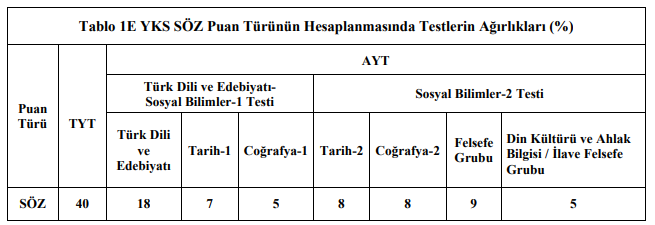 Tablo 1E YKS SÖZ Puan Türünün Hesaplanmasında Testlerin Ağırlıkları (%)
Puan
Türü
TYT
AYT
Türk Dili ve Edebiyatı-
Sosyal Bilimler-1 Testi
Sosyal Bilimler-2 Testi
Türk Dili
ve
Edebiyatı
Tarih-1
Coğrafya-1
Tarih-2
Coğrafya-2
Felsefe
Grubu
Din Kültürü ve Ahlak
Bilgisi / İlave Felsefe
Grubu
SÖZ 40 18 7 5 8 8 9 5